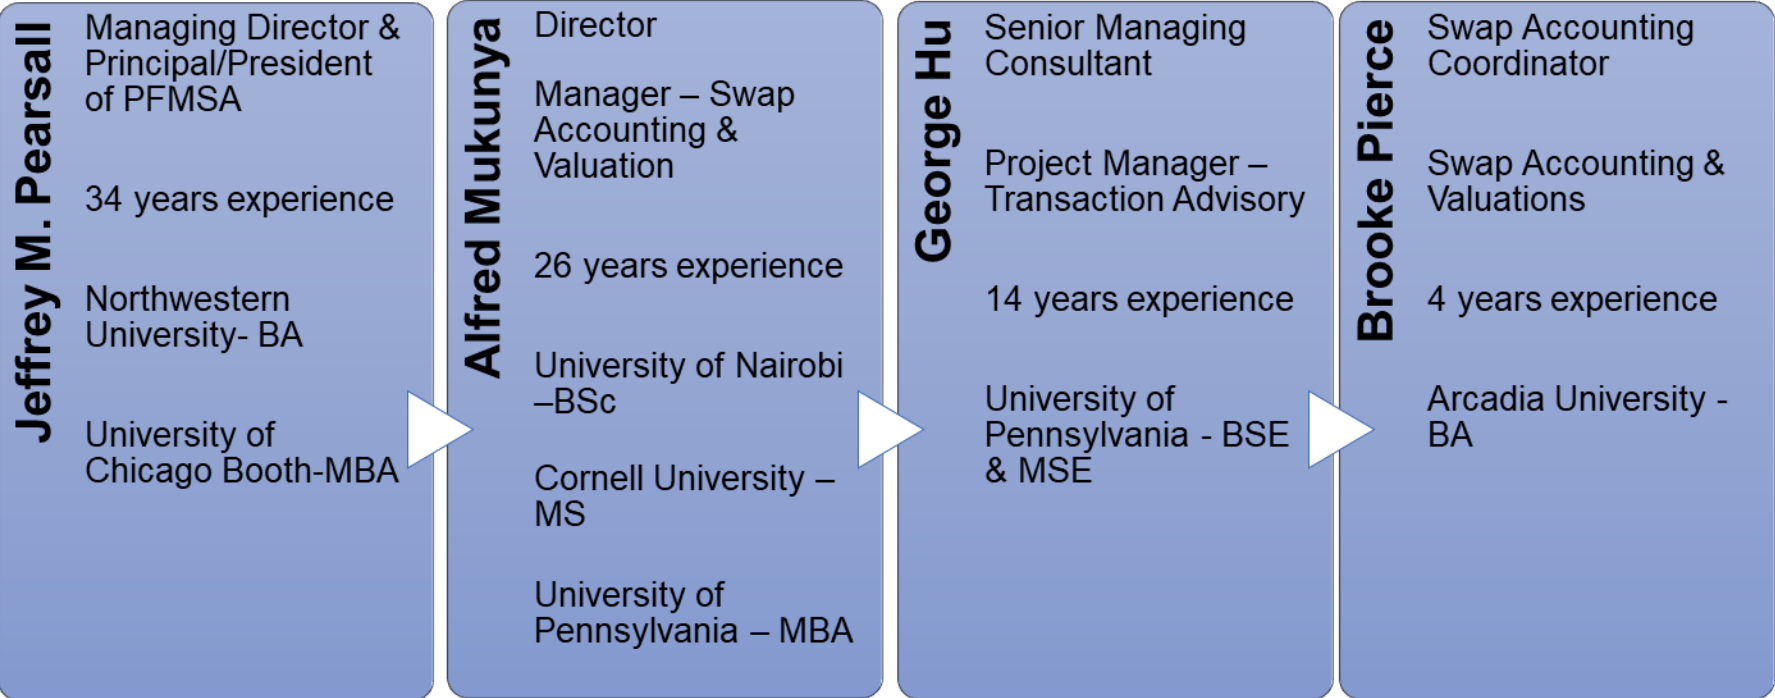 Jeffrey M. Pearsall
Managing Director &
Principal/President
of PFMSA
34 years experience
Northwestern
University- BA
University of
Chicago Booth-MBA
Alfred Mukunya
Director
Manager – Swap
Accounting &
Valuation
26 years experience
University of Nairobi
–BSc
Cornell University –
MS
University of
Pennsylvania – MBA
George Hu
Senior Managing
Consultant
Project Manager –
Transaction Advisory
14 years experience
University of
Pennsylvania - BSE
& MSE
Brooke Pierce
Swap Accounting
Coordinator
Swap Accounting &
Valuations
4 years experience
Arcadia University -
BA